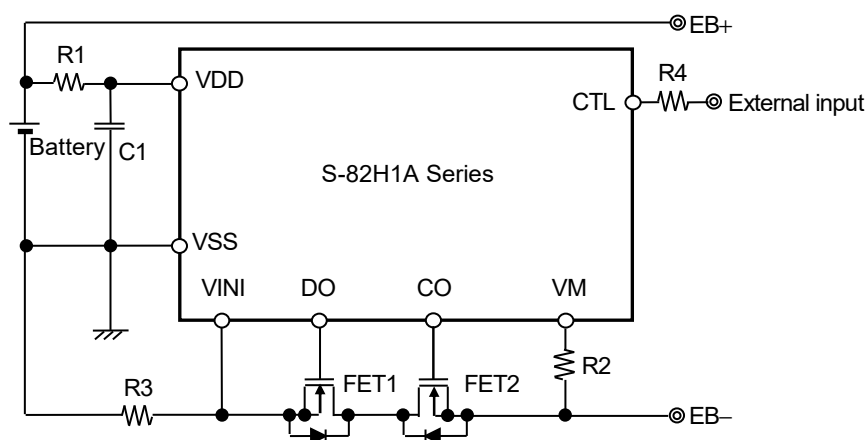 EB+
R1
VDD
R4
CTL
External input
Battery
C1
S-82H1A Series
VSS
VINI
DO
CO
VM
R3
FET1
FET2
R2
EB−